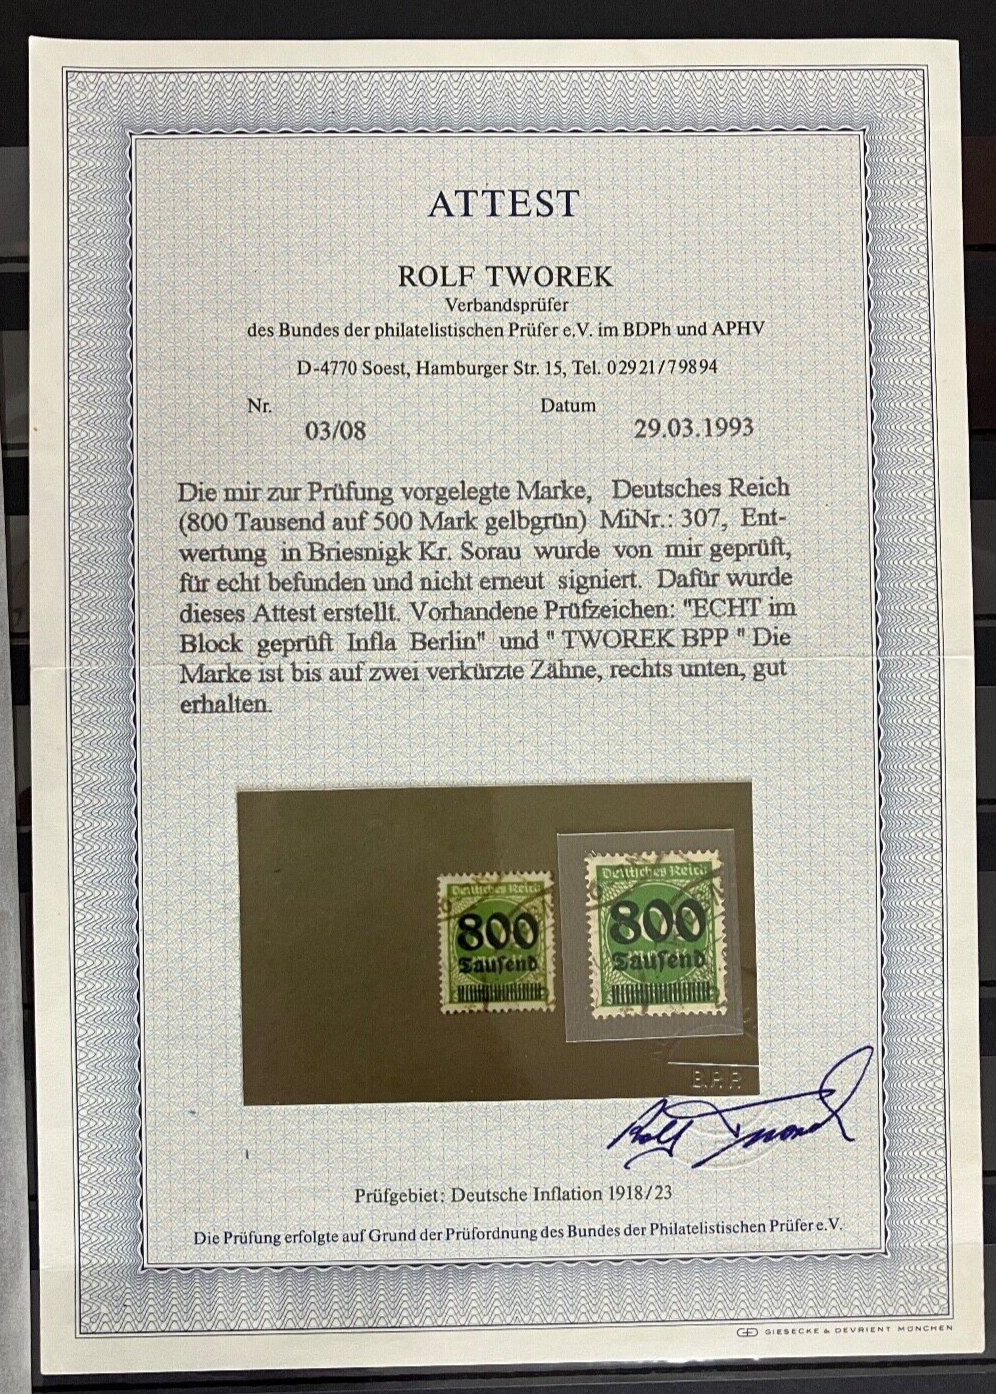 ATTEST
ROLF TWOREK
Verbandsprüfer
des Bundes der philatelistischen Prüfer e.V. im BDPh und APHV
D-4770 Soest, Hamburger Str. 15, Tel. 02921/79894
Nr. Datum
03/08 29.03.1993
Die mir zur Prüfung vorgelegte Marke, Deutsches Reich
(800 Tausend auf 500 Mark gelbgrün) MiNr.: 307, Ent-
wertung in Briesnigk Kr. Sorau wurde von mir geprüft,
für echt befunden und nicht erneut signiert. Dafür wurde
dieses Attest erstellt. Vorhandene Prüfzeichen: "ECHT im
Block geprüft Infla Berlin" und " TWOREK BPP " Die
Marke ist bis auf zwei verkürzte Zähne, rechts unten, gut
erhalten.
Deutsches Reich Deutsches Reich
800 800
Tausend Tausend
B.P.P.
Rolf Tworek
Prüfgebiet: Deutsche Inflation 1918/23
Die Prüfung erfolgte auf Grund der Prüfordnung des Bundes der Philatelistischen Prüfer e.V.
GIESECKE & DEVRIENT MÜNCHEN